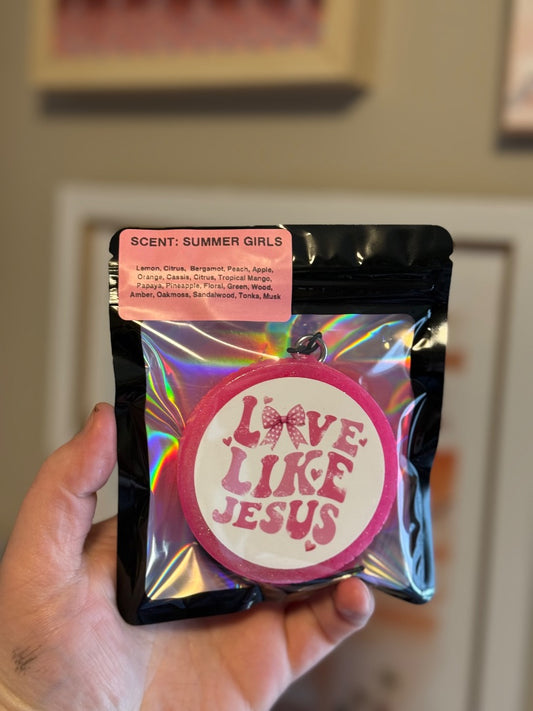 SCENT: SUMMER GIRLS
Lemon, Citrus, Bergamot, Peach, Apple,
Orange, Cassis, Citrus, Tropical Mango,
Papaya, Pineapple, Floral, Green, Wood,
Amber, Oakmoss, Sandalwood, Tonka, Musk
LOVE
LIKE
JESUS